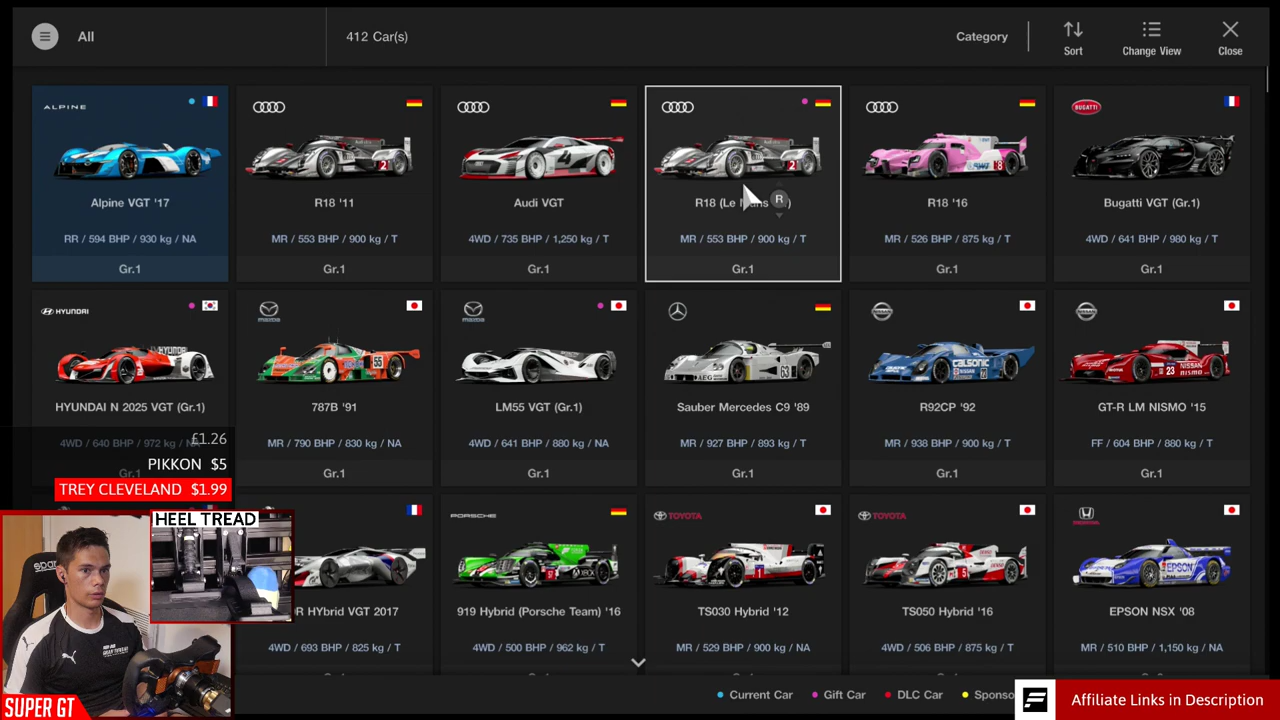 All
412 Car(s)
Category
Sort
Change View
Close
ALPINE
Alpine VGT '17
RR / 594 BHP / 930 kg / NA
Gr.1
R18 '11
MR / 553 BHP / 900 kg / T
Gr.1
Audi VGT
4WD / 735 BHP / 1,250 kg / T
Gr.1
R
R18 (Le
MR / 553 BHP / 900 kg / T
Gr.1
R18 '16
MR / 526 BHP / 875 kg / T
Gr.1
BUGATTI
Bugatti VGT (Gr.1)
4WD / 641 BHP / 980 kg / T
Gr.1
HYUNDAI
HYUNDAI N 2025 VGT (Gr.1)
4WD / 640 BHP / 972 kg / NA
Gr.1
787B '91
MR / 790 BHP / 830 kg / NA
Gr.1
LM55 VGT (Gr.1)
4WD / 641 BHP / 880 kg / NA
Gr.1
Sauber Mercedes C9 '89
MR / 927 BHP / 893 kg / T
Gr.1
R92CP '92
MR / 938 BHP / 900 kg / T
Gr.1
GT-R LM NISMO '15
FF / 604 BHP / 880 kg / T
Gr.1
£1.26
PIKKON $5
TREY CLEVELAND $1.99
HEEL TREAD
R HYbrid VGT 2017
4WD / 693 BHP / 825 kg / T
PORSCHE
919 Hybrid (Porsche Team) '16
4WD / 500 BHP / 962 kg / T
TOYOTA
TS030 Hybrid '12
MR / 529 BHP / 900 kg / NA
TOYOTA
TS050 Hybrid '16
4WD / 506 BHP / 875 kg / T
HONDA
EPSON NSX '08
MR / 510 BHP / 1,150 kg / NA
Current Car
Gift Car
DLC Car
Sponso
SUPER GT
Affiliate Links in Description